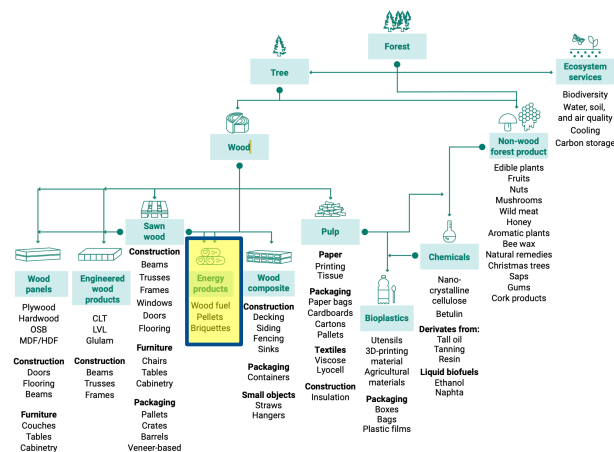 Forest
Tree
Ecosystem
services
Biodiversity
Water, soil,
and air quality
Cooling
Carbon storage
Wood
Non-wood
forest product
Edible plants
Fruits
Nuts
Mushrooms
Wild meat
Honey
Aromatic plants
Bee wax
Natural remedies
Christmas trees
Saps
Gums
Cork products
Wood
panels
Plywood
Hardwood
OSB
MDF/HDF
Construction
Doors
Flooring
Beams
Furniture
Couches
Tables
Cabinetry
Engineered
wood
products
CLT
LVL
Glulam
Construction
Beams
Trusses
Frames
Sawn
wood
Construction
Beams
Trusses
Frames
Windows
Doors
Flooring
Furniture
Chairs
Tables
Cabinetry
Packaging
Pallets
Crates
Barrels
Veneer-based
Energy
products
Wood fuel
Pellets
Briquettes
Wood
composite
Construction
Decking
Siding
Fencing
Sinks
Packaging
Containers
Small objects
Straws
Hangers
Pulp
Paper
Printing
Tissue
Packaging
Paper bags
Cardboards
Cartons
Pallets
Textiles
Viscose
Lyocell
Construction
Insulation
Bioplastics
Utensils
3D-printing
material
Agricultural
materials
Packaging
Boxes
Bags
Plastic films
Chemicals
Nano-
crystalline
cellulose
Betulin
Derivates from:
Tall oil
Tanning
Resin
Liquid biofuels
Ethanol
Naphta